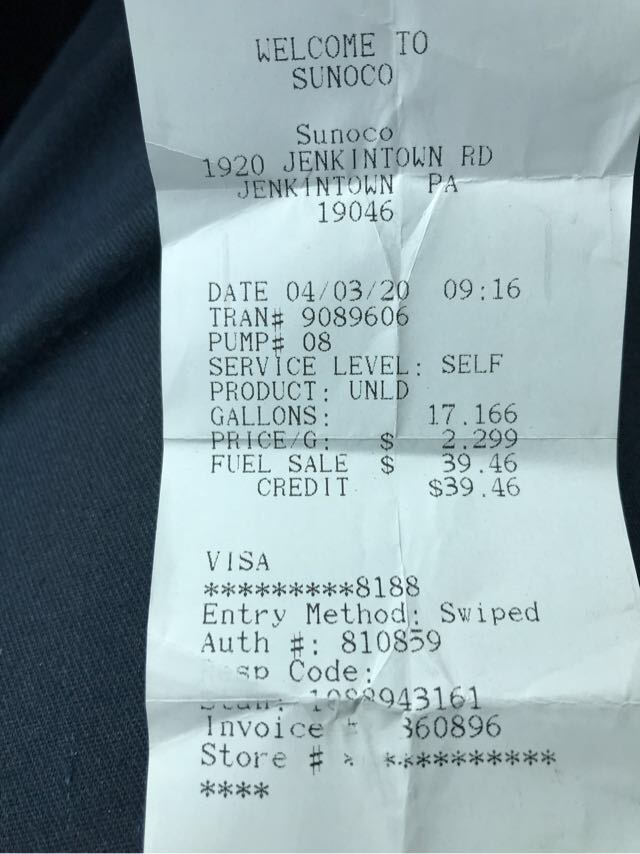 WELCOME TO
SUNOCO
Sunoco
1920 JENKINTOWN RD
JENKINTOWN PA
19046
DATE 04/03/20 09:16
TRAN# 9089606
PUMP# 08
SERVICE LEVEL: SELF
PRODUCT: UNLD
GALLONS: 17.166
PRICE/G: $ 2.299
FUEL SALE $ 39.46
CREDIT $39.46
VISA
*********8188
Entry Method: Swiped
Auth #: 810859
Code:
Invoice # 360896
Store # * ***********
****